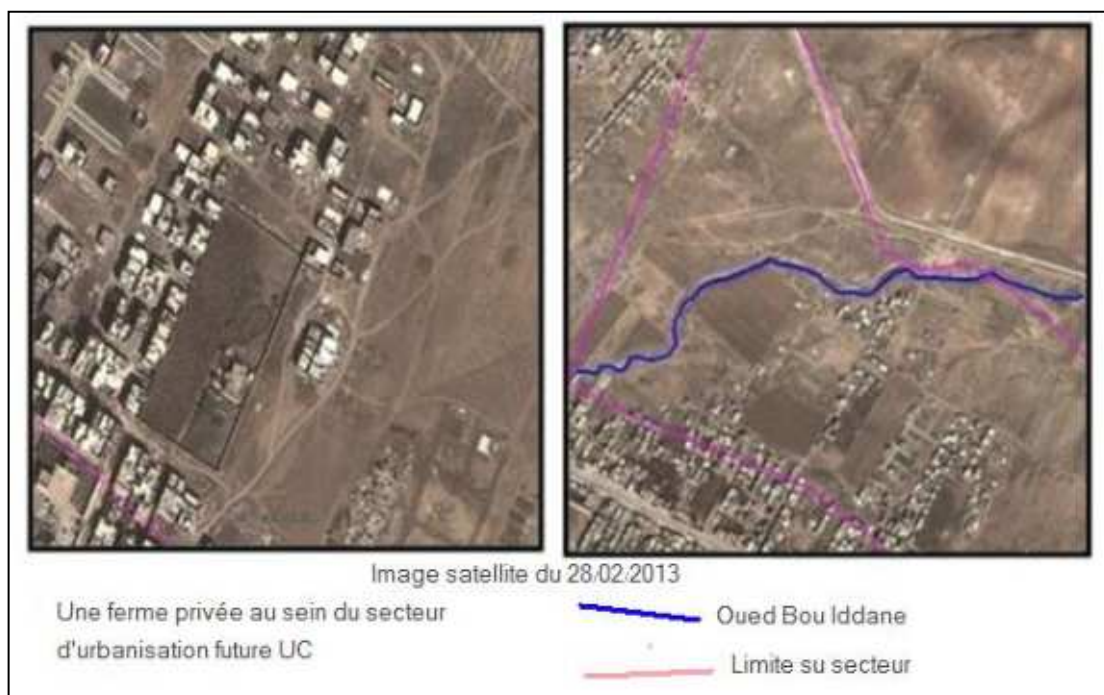 Image satellite du 28/02/2013
Une ferme privée au sein du secteur
d'urbanisation future UC
Oued Bou Iddane
Limite su secteur